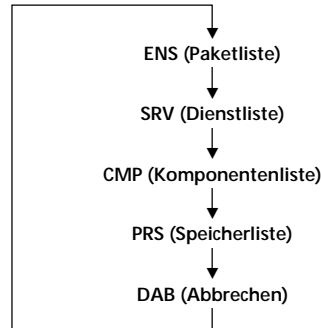 ENS (Paketliste)
SRV (Dienstliste)
CMP (Komponentenliste)
PRS (Speicherliste)
DAB (Abbrechen)